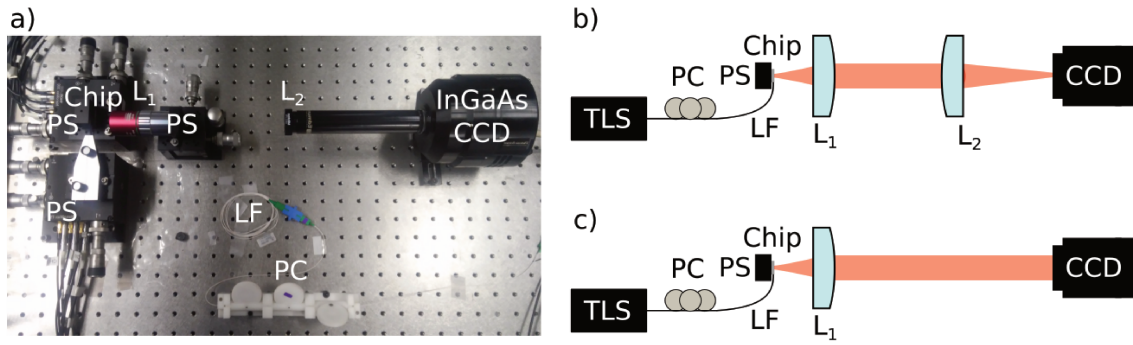 a)
L1
Chip
PS
PS
PS
L2
InGaAs
CCD
LF
PC
b)
Chip
PC
PS
TLS
LF
L1
L2
CCD
c)
Chip
PC
PS
TLS
LF
L1
CCD